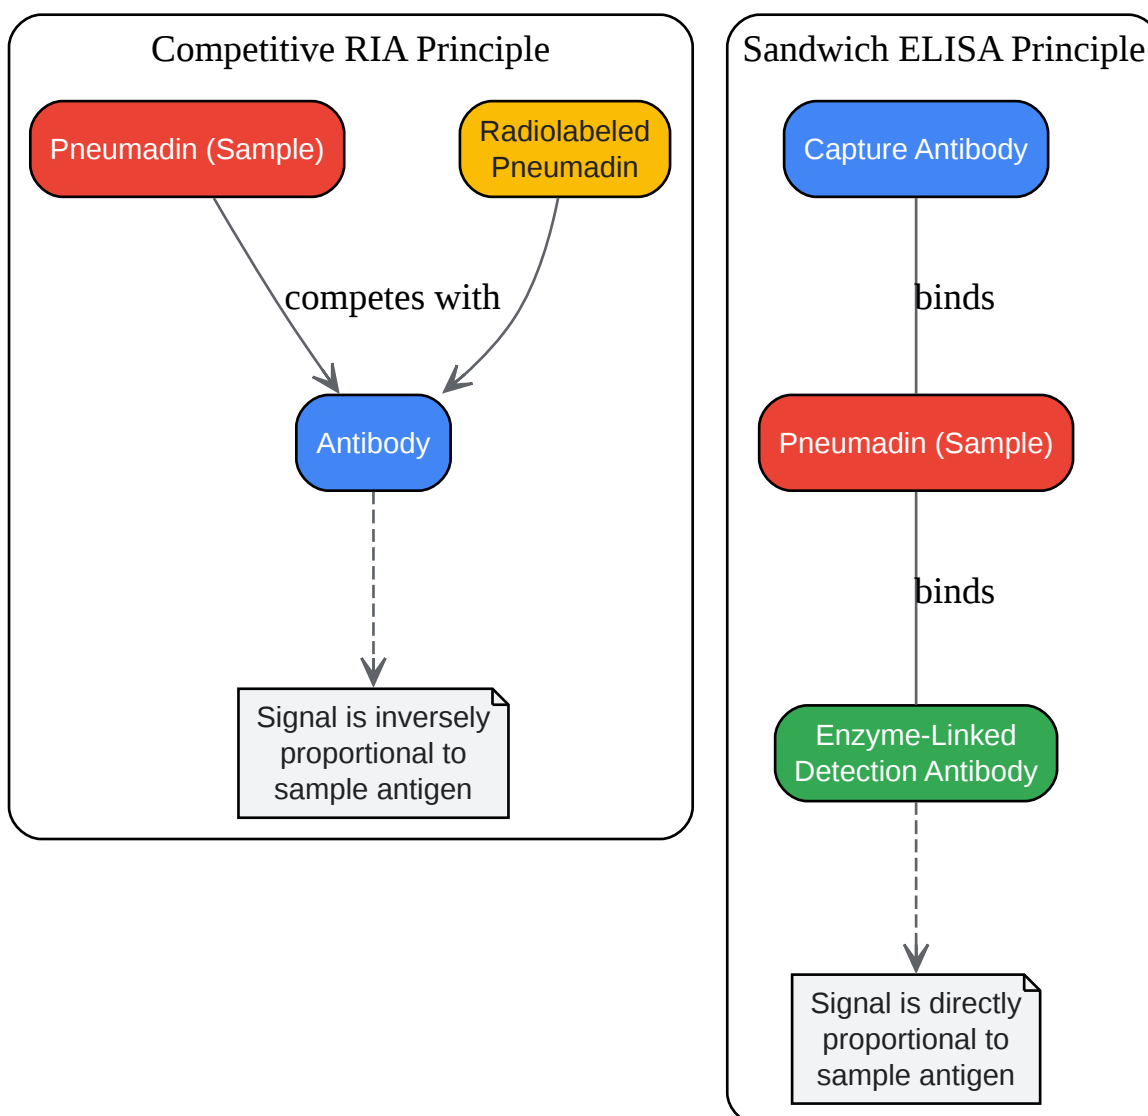 Competitive RIA Principle
Pneumadin (Sample)
Radiolabeled
Pneumadin
competes with
Antibody
Signal is inversely
proportional to
sample antigen
Sandwich ELISA Principle
Capture Antibody
binds
Pneumadin (Sample)
binds
Enzyme-Linked
Detection Antibody
Signal is directly
proportional to
sample antigen